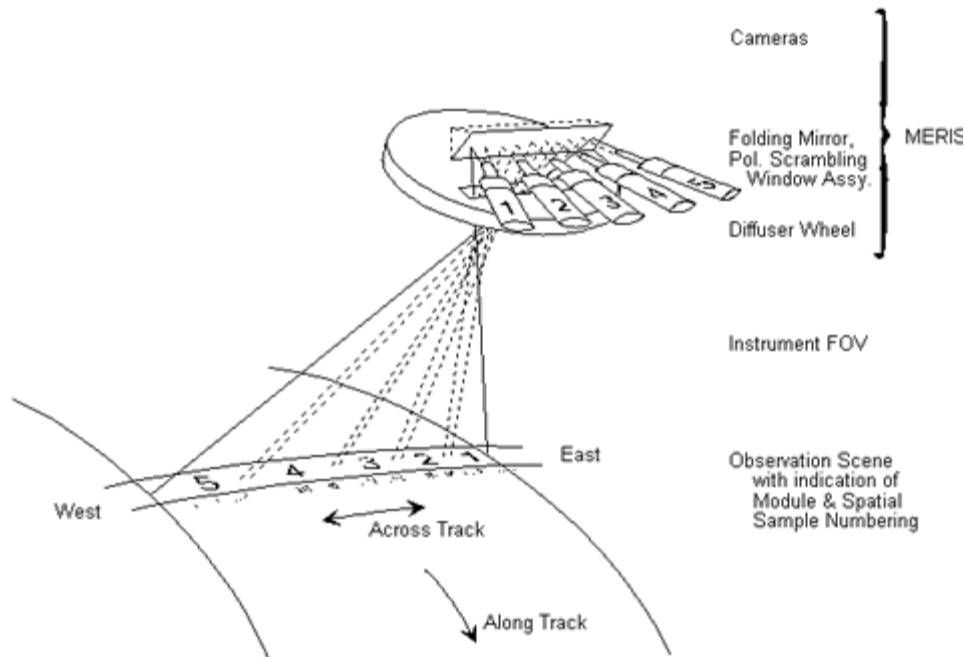 Cameras
Folding Mirror,
Pol. Scrambling
Window Assy.
MERIS
Diffuser Wheel
1 2 3 4 5
Instrument FOV
5 4 3 2 1
East
West
Across Track
Along Track
Observation Scene
with indication of
Module & Spatial
Sample Numbering